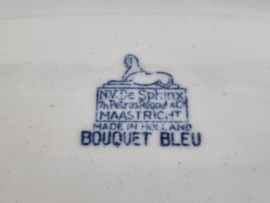 N.V. De Sphinx
v/h Petrus Regout & Co
MAASTRICHT
MADE IN HOLLAND
BOUQUET BLEU